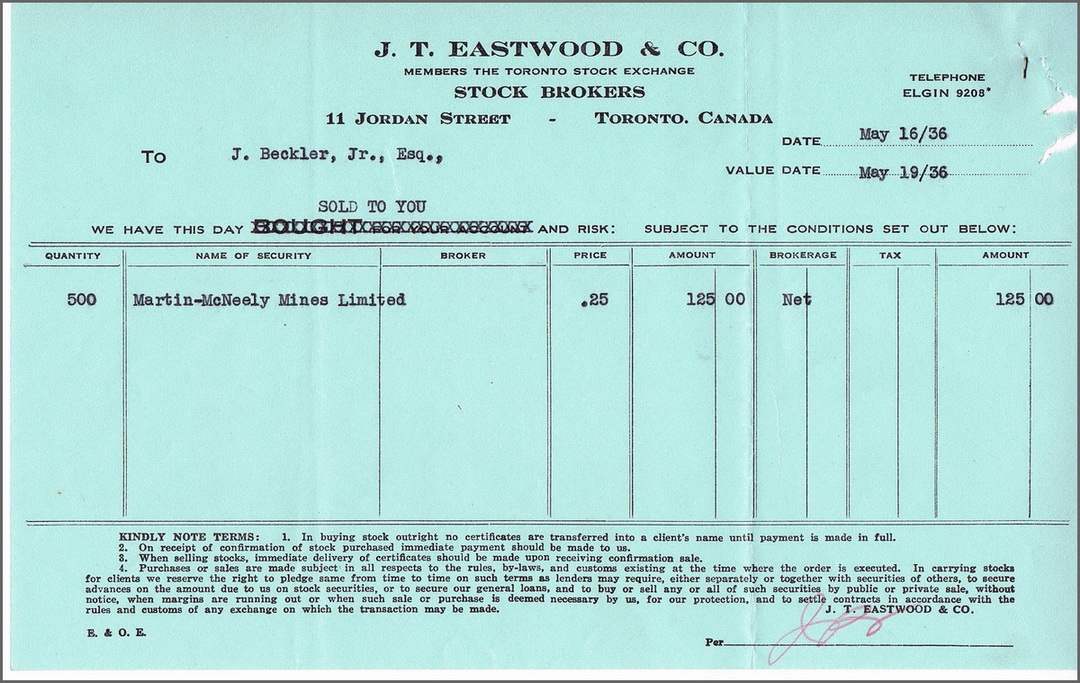 J. T. EASTWOOD & CO.
MEMBERS THE TORONTO STOCK EXCHANGE
STOCK BROKERS
11 JORDAN STREET - TORONTO. CANADA
TELEPHONE
ELGIN 9208*
DATE May 16/36
TO J. Beckler, Jr., Esq.,
VALUE DATE May 19/36
SOLD TO YOU
WE HAVE THIS DAY BOUGHT FOR YOUR ACCOUNT AND RISK: SUBJECT TO THE CONDITIONS SET OUT BELOW:
QUANTITY NAME OF SECURITY BROKER PRICE AMOUNT BROKERAGE TAX AMOUNT
500 Martin-McNeely Mines Limited .25 125 00 Net 125 00
KINDLY NOTE TERMS: 1. In buying stock outright no certificates are transferred into a client's name until payment is made in full.
2. On receipt of confirmation of stock purchased immediate payment should be made to us.
3. When selling stocks, immediate delivery of certificates should be made upon receiving confirmation sale.
4. Purchases or sales are made subject in all respects to the rules, by-laws, and customs existing at the time where the order is executed. In carrying stocks
for clients we reserve the right to pledge same from time to time on such terms as lenders may require, either separately or together with securities of others, to secure
advances on the amount due to us on stock securities, or to secure our general loans, and to buy or sell any or all of such securities by public or private sale, without
notice, when margins are running out or when such sale or purchase is deemed necessary by us, for our protection, and to settle contracts in accordance with the
rules and customs of any exchange on which the transaction may be made.
J. T. EASTWOOD & CO.
E. & O. E.
Per